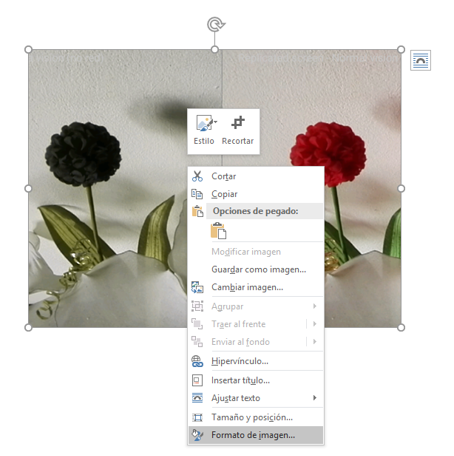 Estilo
Recortar
Cortar
Copiar
Opciones de pegado:
Modificar imagen
Guardar como imagen...
Cambiar imagen...
Agrupar
Traer al frente
Enviar al fondo
Hipervínculo...
Insertar título...
Ajustar texto
Tamaño y posición...
Formato de imagen...